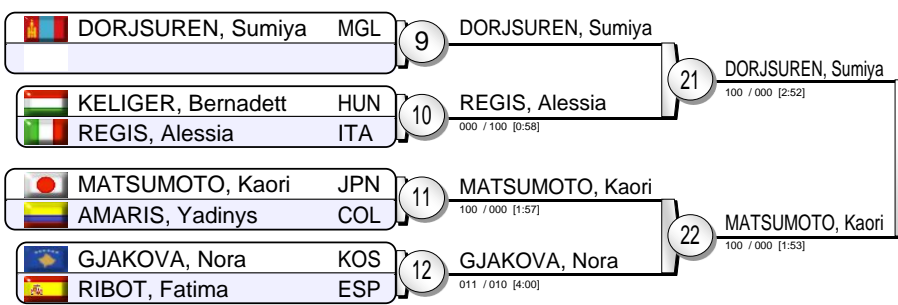 DORJSUREN, Sumiya MGL
9
DORJSUREN, Sumiya
21
DORJSUREN, Sumiya
100 / 000 [2:52]
KELIGER, Bernadett HUN
REGIS, Alessia ITA
10
REGIS, Alessia
000 / 100 [0:58]
MATSUMOTO, Kaori JPN
AMARIS, Yadinys COL
11
MATSUMOTO, Kaori
100 / 000 [1:57]
22
MATSUMOTO, Kaori
100 / 000 [1:53]
GJAKOVA, Nora KOS
RIBOT, Fatima ESP
12
GJAKOVA, Nora
011 / 010 [4:00]